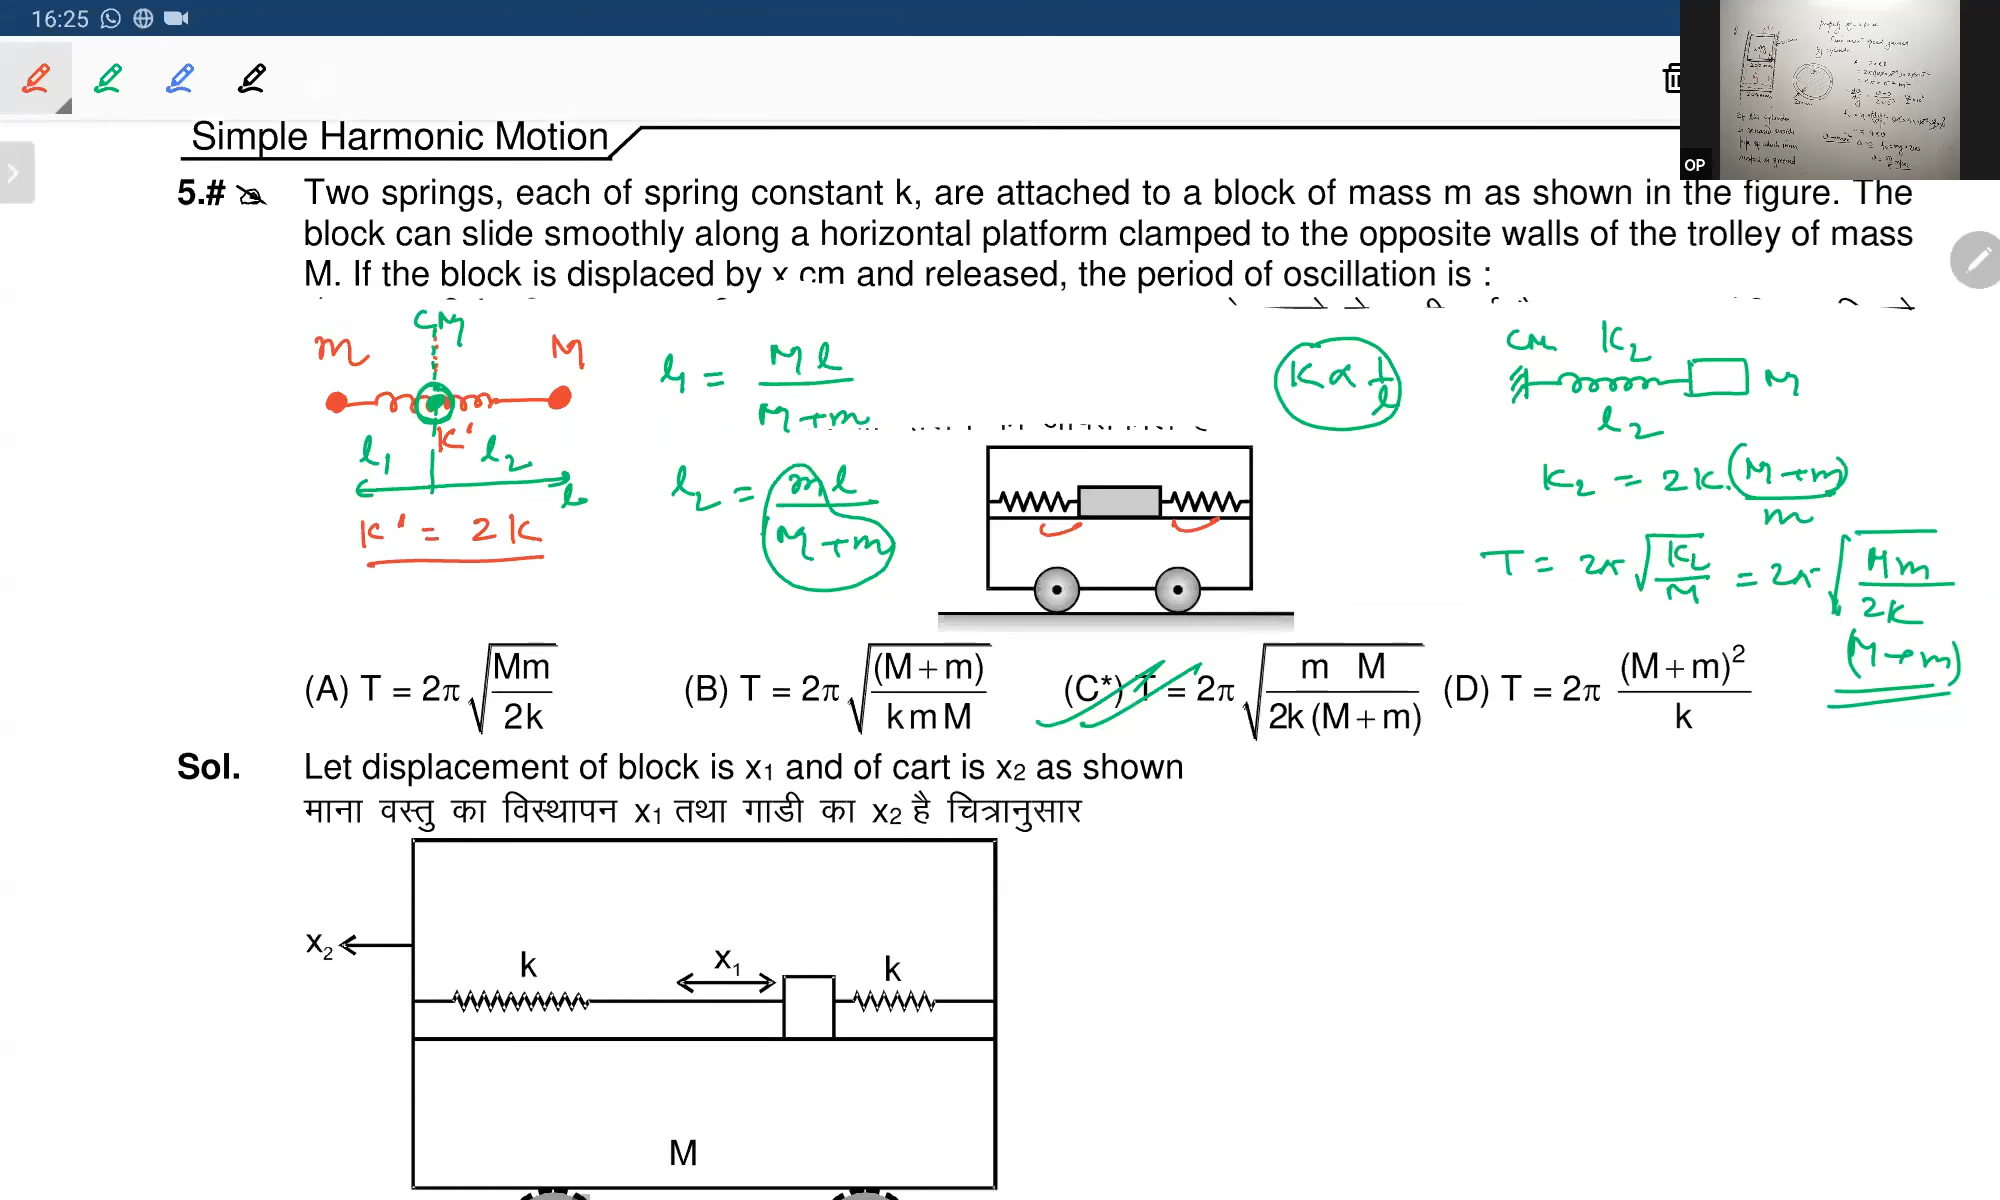 16:25
OP
Simple Harmonic Motion
5.# Two springs, each of spring constant k, are attached to a block of mass m as shown in the figure. The
block can slide smoothly along a horizontal platform clamped to the opposite walls of the trolley of mass
M. If the block is displaced by x cm and released, the period of oscillation is :
m CM M
K'
l₁ l₂
l
K' = 2K
l₁ = Ml / M+m
l₂ = ml / M+m
K ∝ 1/l
CM K₂
M
l₂
K₂ = 2K.(M+m)/m
T = 2π √(K₂/M) = 2π √(Mm / 2K
(M+m)
(A) T = 2π √(Mm / 2k) (B) T = 2π √((M+m) / kmM) (C*) T = 2π √(m M / 2k(M+m)) (D) T = 2π (M+m)² / k
Sol. Let displacement of block is x₁ and of cart is x₂ as shown
माना वस्तु का विस्थापन x₁ तथा गाडी का x₂ है चित्रानुसार
x₂
k x₁ k
M